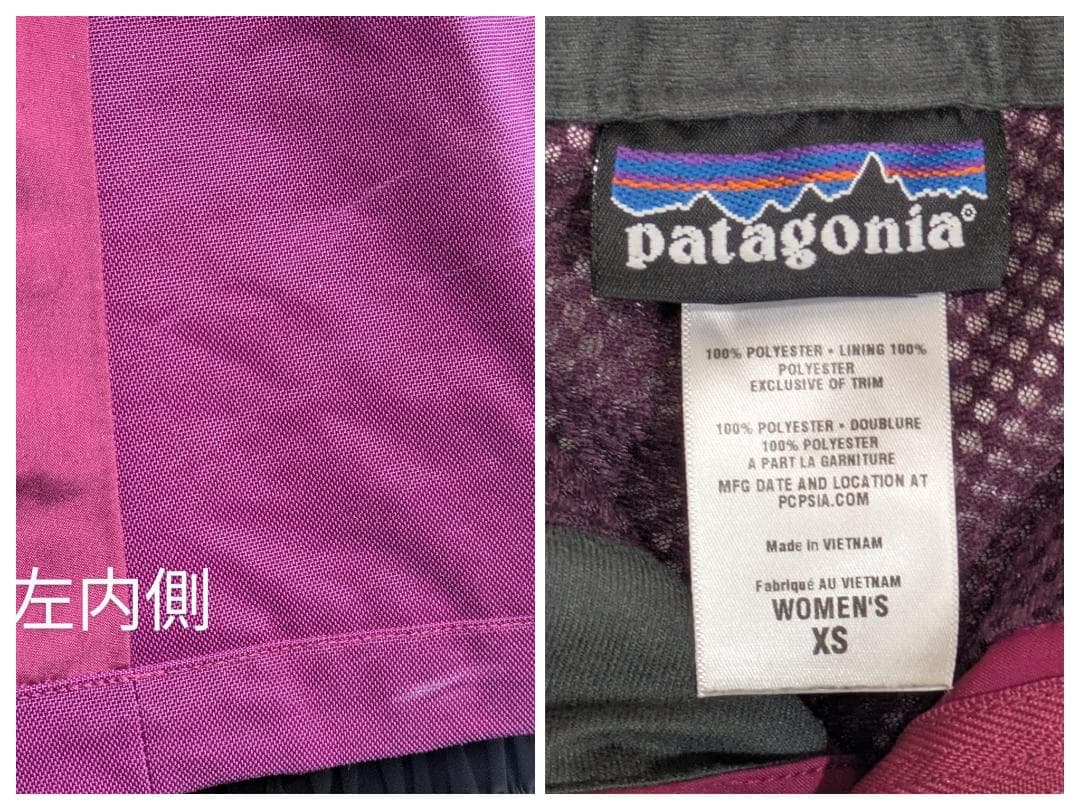 左内側
patagonia®
100% POLYESTER • LINING 100%
POLYESTER
EXCLUSIVE OF TRIM
100% POLYESTER • DOUBLURE
100% POLYESTER
A PART LA GARNITURE
MFG DATE AND LOCATION AT
PCPSIA.COM
Made in VIETNAM
Fabriqué AU VIETNAM
WOMEN'S
XS